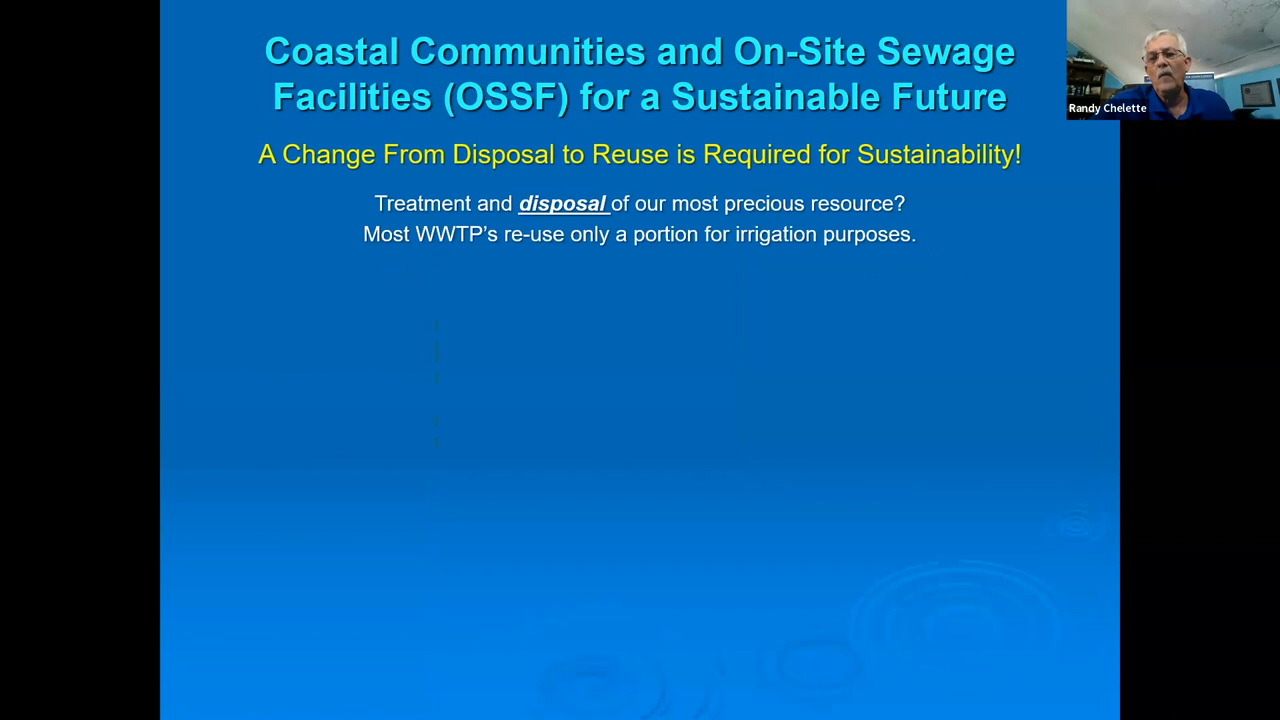 Coastal Communities and On-Site Sewage
Facilities (OSSF) for a Sustainable Future
A Change From Disposal to Reuse is Required for Sustainability!
Treatment and disposal of our most precious resource?
Most WWTP’s re-use only a portion for irrigation purposes.
Randy Chelette